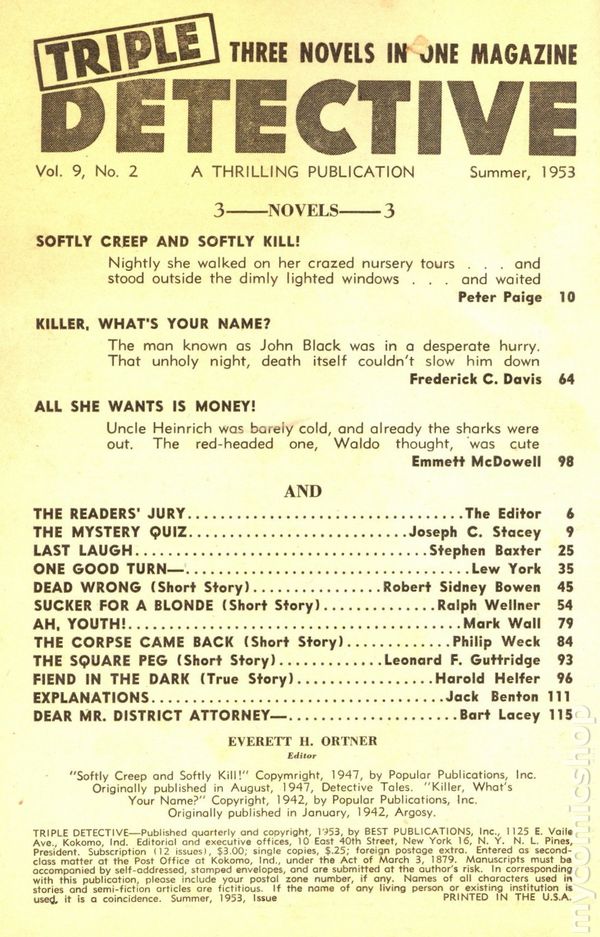 TRIPLE THREE NOVELS IN ONE MAGAZINE
DETECTIVE
Vol. 9, No. 2 A THRILLING PUBLICATION Summer, 1953
3——NOVELS——3
SOFTLY CREEP AND SOFTLY KILL!
Nightly she walked on her crazed nursery tours . . . and
stood outside the dimly lighted windows . . . and waited
Peter Paige 10
KILLER, WHAT'S YOUR NAME?
The man known as John Black was in a desperate hurry.
That unholy night, death itself couldn't slow him down
Frederick C. Davis 64
ALL SHE WANTS IS MONEY!
Uncle Heinrich was barely cold, and already the sharks were
out. The red-headed one, Waldo thought, was cute
Emmett McDowell 98
AND
THE READERS' JURY.................................The Editor 6
THE MYSTERY QUIZ..........................Joseph C. Stacey 9
LAST LAUGH...................................Stephen Baxter 25
ONE GOOD TURN—.................................Lew York 35
DEAD WRONG (Short Story)...............Robert Sidney Bowen 45
SUCKER FOR A BLONDE (Short Story)..............Ralph Wellner 54
AH, YOUTH!........................................Mark Wall 79
THE CORPSE CAME BACK (Short Story)............Philip Weck 84
THE SQUARE PEG (Short Story)............Leonard F. Guttridge 93
FIEND IN THE DARK (True Story)................Harold Helfer 96
EXPLANATIONS...................................Jack Benton 111
DEAR MR. DISTRICT ATTORNEY—....................Bart Lacey 115
EVERETT H. ORTNER
Editor
"Softly Creep and Softly Kill!" Copymright, 1947, by Popular Publications, Inc.
Originally published in August, 1947, Detective Tales. "Killer, What's
Your Name?" Copyright, 1942, by Popular Publications, Inc.
Originally published in January, 1942, Argosy.
TRIPLE DETECTIVE—Published quarterly and copyright, 1953, by BEST PUBLICATIONS, Inc., 1125 E. Vaile
Ave., Kokomo, Ind. Editorial and executive offices, 10 East 40th Street, New York 16, N. Y. N. L. Pines,
President. Subscription (12 issues), $3.00; single copies, $.25; foreign postage extra. Entered as second-
class matter at the Post Office at Kokomo, Ind., under the Act of March 3, 1879. Manuscripts must be
accompanied by self-addressed, stamped envelopes, and are submitted at the author's risk. In corresponding
with this publication, please include your postal zone number, if any. Names of all characters used in
stories and semi-fiction articles are fictitious. If the name of any living person or existing institution is
used, it is a coincidence. Summer, 1953, Issue PRINTED IN THE U.S.A.
mycomicshop